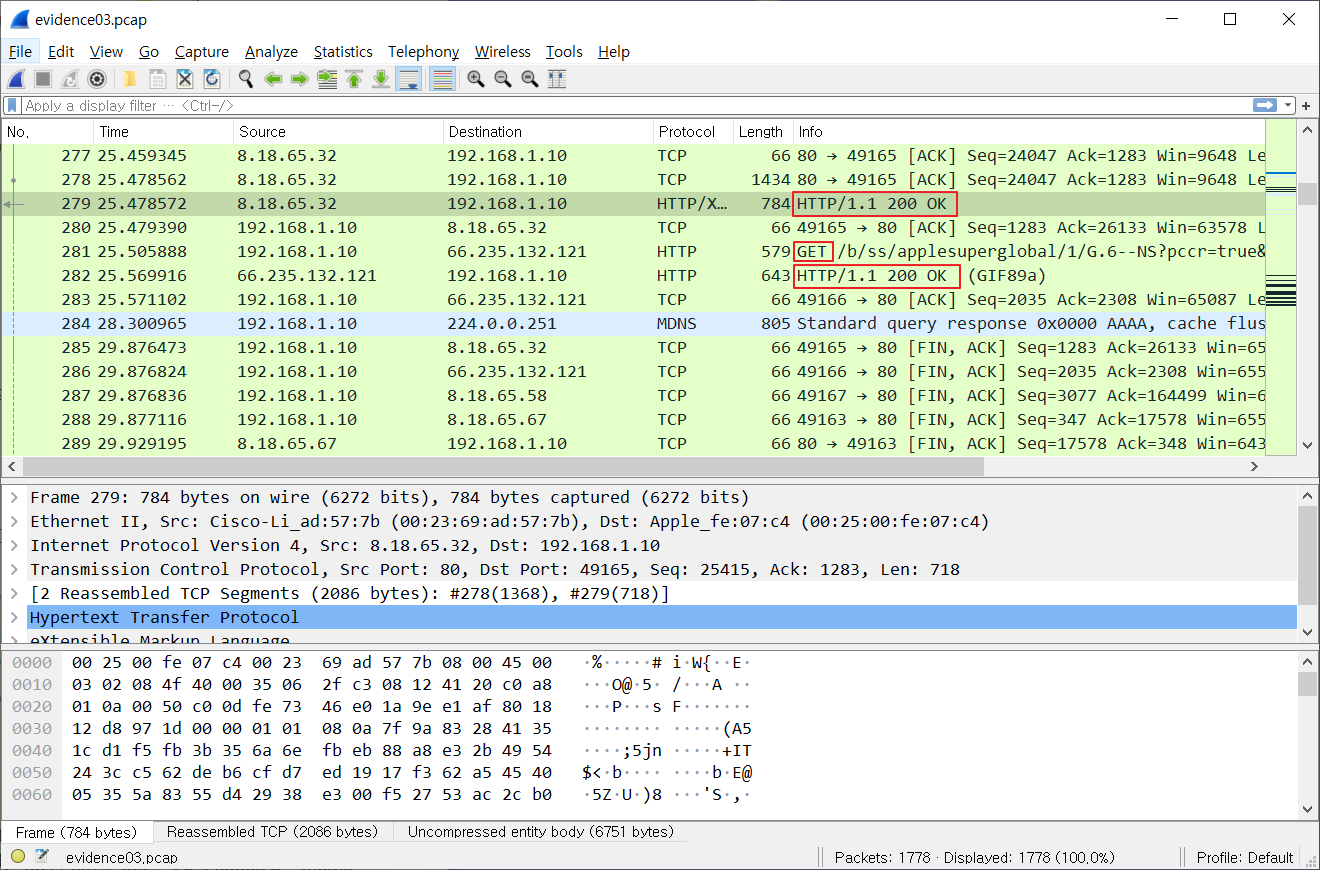 evidence03.pcap
File Edit View Go Capture Analyze Statistics Telephony Wireless Tools Help
Apply a display filter ... <Ctrl-/>
No. Time Source Destination Protocol Length Info
277 25.459345 8.18.65.32 192.168.1.10 TCP 66 80 → 49165 [ACK] Seq=24047 Ack=1283 Win=9648 Le
278 25.478562 8.18.65.32 192.168.1.10 TCP 1434 80 → 49165 [ACK] Seq=24047 Ack=1283 Win=9648 Le
279 25.478572 8.18.65.32 192.168.1.10 HTTP/X… 784 HTTP/1.1 200 OK
280 25.479390 192.168.1.10 8.18.65.32 TCP 66 49165 → 80 [ACK] Seq=1283 Ack=26133 Win=63578 L
281 25.505888 192.168.1.10 66.235.132.121 HTTP 579 GET /b/ss/applesuperglobal/1/G.6--NS?pccr=true&
282 25.569916 66.235.132.121 192.168.1.10 HTTP 643 HTTP/1.1 200 OK (GIF89a)
283 25.571102 192.168.1.10 66.235.132.121 TCP 66 49166 → 80 [ACK] Seq=2035 Ack=2308 Win=65087 Le
284 28.300965 192.168.1.10 224.0.0.251 MDNS 805 Standard query response 0x0000 AAAA, cache flus
285 29.876473 192.168.1.10 8.18.65.32 TCP 66 49165 → 80 [FIN, ACK] Seq=1283 Ack=26133 Win=65
286 29.876824 192.168.1.10 66.235.132.121 TCP 66 49166 → 80 [FIN, ACK] Seq=2035 Ack=2308 Win=655
287 29.876836 192.168.1.10 8.18.65.58 TCP 66 49167 → 80 [FIN, ACK] Seq=3077 Ack=164499 Win=6
288 29.877116 192.168.1.10 8.18.65.67 TCP 66 49163 → 80 [FIN, ACK] Seq=347 Ack=17578 Win=655
289 29.929195 8.18.65.67 192.168.1.10 TCP 66 80 → 49163 [FIN, ACK] Seq=17578 Ack=348 Win=643
Frame 279: 784 bytes on wire (6272 bits), 784 bytes captured (6272 bits)
Ethernet II, Src: Cisco-Li_ad:57:7b (00:23:69:ad:57:7b), Dst: Apple_fe:07:c4 (00:25:00:fe:07:c4)
Internet Protocol Version 4, Src: 8.18.65.32, Dst: 192.168.1.10
Transmission Control Protocol, Src Port: 80, Dst Port: 49165, Seq: 25415, Ack: 1283, Len: 718
[2 Reassembled TCP Segments (2086 bytes): #278(1368), #279(718)]
Hypertext Transfer Protocol
eXtensible Markup Language
0000 00 25 00 fe 07 c4 00 23 69 ad 57 7b 08 00 45 00 ·%·····# i·W{··E·
0010 03 02 08 4f 40 00 35 06 2f c3 08 12 41 20 c0 a8 ···O@·5· /···A ··
0020 01 0a 00 50 c0 0d fe 73 46 e0 1a 9e e1 af 80 18 ···P···s F·······
0030 12 d8 97 1d 00 00 01 01 08 0a 7f 9a 83 28 41 35 ········ ·····(A5
0040 1c d1 f5 fb 3b 35 6a 6e fb eb 88 a8 e3 2b 49 54 ····;5jn ·····+IT
0050 24 3c c5 62 de b6 cf d7 ed 19 17 f3 62 a5 45 40 $<·b···· ····b·E@
0060 05 35 5a 83 55 d4 29 38 e3 00 f5 27 53 ac 2c b0 ·5Z·U·)8 ···'S·,·
Frame (784 bytes) Reassembled TCP (2086 bytes) Uncompressed entity body (6751 bytes)
evidence03.pcap Packets: 1778 · Displayed: 1778 (100.0%) Profile: Default